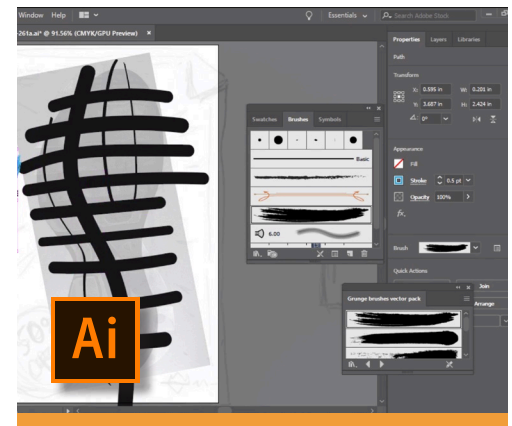 Window Help
Essentials
Search Adobe Stock
-261a.ai* @ 91.56% (CMYK/GPU Preview) ×
Properties Layers Libraries
Path
Transform
X: 0.595 in W: 0.201 in
Y: 3.687 in H: 2.424 in
0°
Swatches Brushes Symbols
Basic
6.00
Appearance
Fill
Stroke 0.5 pt
Opacity 100%
fx.
Brush
Quick Actions
Join
Arrange
Grunge brushes vector pack
Ai